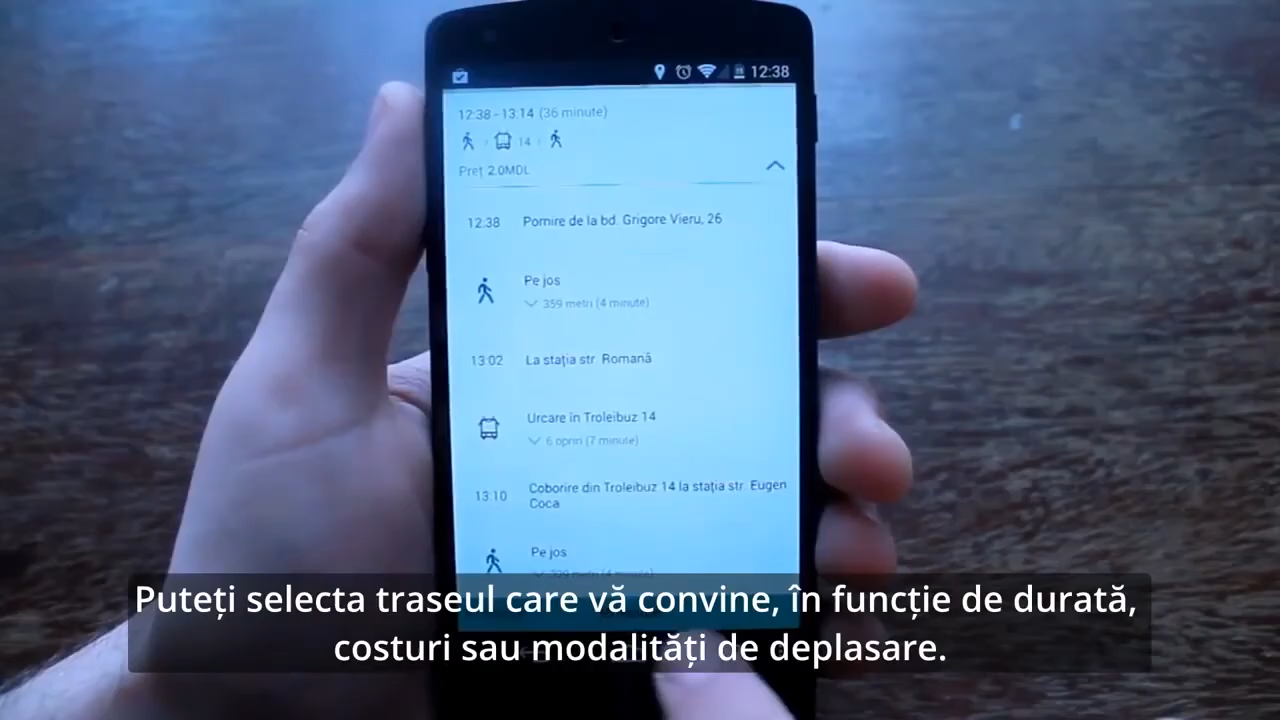 12:38
12:38 - 13:14 (36 minute)
14
Preț 2.0MDL
12:38 Pornire de la bd. Grigore Vieru, 26
Pe jos
359 metri (4 minute)
13:02 La stația str. Romană
Urcare în Troleibuz 14
6 opriri (7 minute)
13:10 Coborire din Troleibuz 14 la stația str. Eugen
Coca
Pe jos
Puteți selecta traseul care vă convine, în funcție de durată,
costuri sau modalități de deplasare.